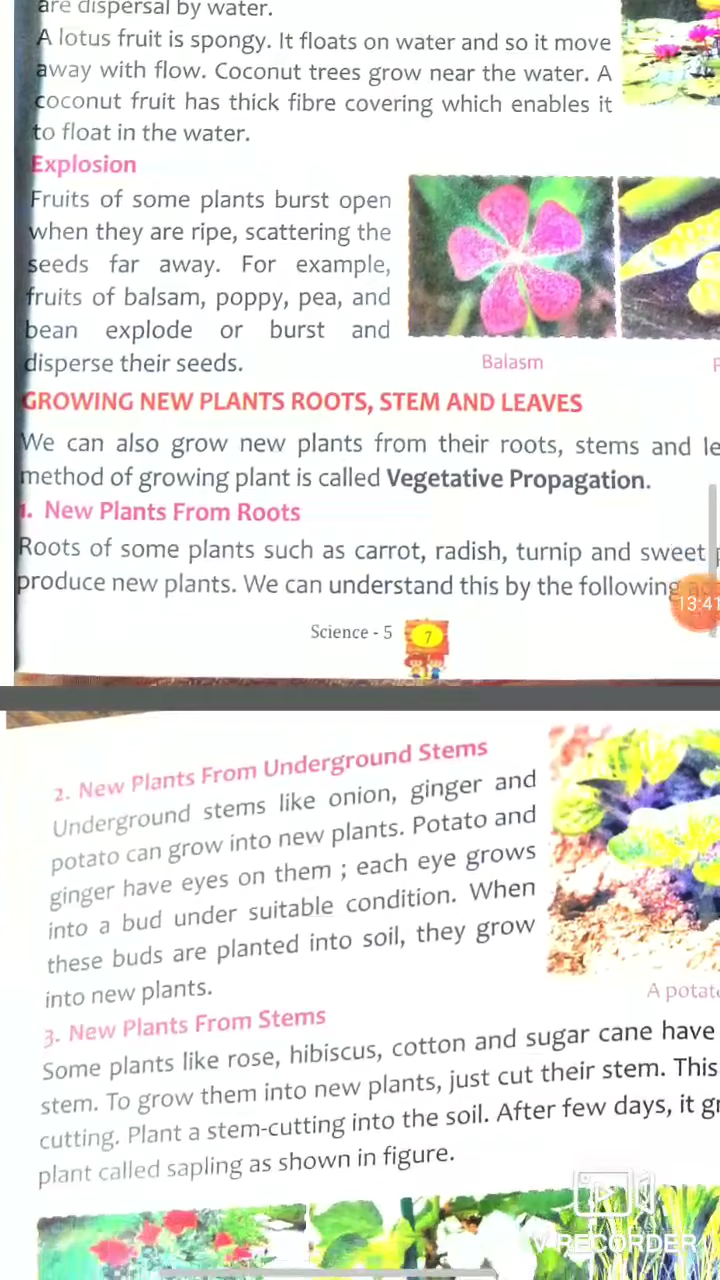 are dispersal by water.
A lotus fruit is spongy. It floats on water and so it move
away with flow. Coconut trees grow near the water. A
coconut fruit has thick fibre covering which enables it
to float in the water.
Explosion
Fruits of some plants burst open
when they are ripe, scattering the
seeds far away. For example,
fruits of balsam, poppy, pea, and
bean explode or burst and
disperse their seeds.
Balasm
GROWING NEW PLANTS ROOTS, STEM AND LEAVES
We can also grow new plants from their roots, stems and
method of growing plant is called Vegetative Propagation.
1. New Plants From Roots
Roots of some plants such as carrot, radish, turnip and sweet
produce new plants. We can understand this by the following
13:41
Science - 5 7
2. New Plants From Underground Stems
Underground stems like onion, ginger and
potato can grow into new plants. Potato and
ginger have eyes on them ; each eye grows
into a bud under suitable condition. When
these buds are planted into soil, they grow
into new plants.
A
3. New Plants From Stems
Some plants like rose, hibiscus, cotton and sugar cane have
stem. To grow them into new plants, just cut their stem. This
cutting. Plant a stem-cutting into the soil. After few days, it
plant called sapling as shown in figure.
V RECORDER